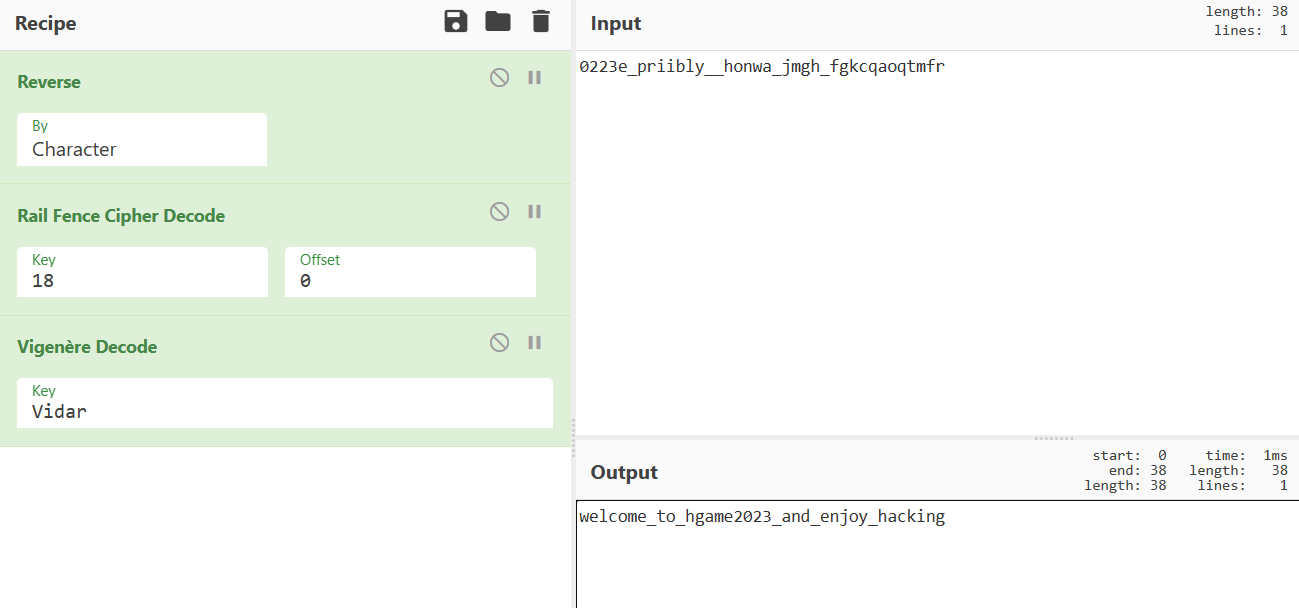 Recipe
Reverse
By
Character
Rail Fence Cipher Decode
Key
18
Offset
0
Vigenère Decode
Key
Vidar
Input
length: 38
lines: 1
0223e_priibly__honwa_jmgh_fgkcqaoqtmfr
Output
start: 0 time: 1ms
end: 38 length: 38
length: 38 lines: 1
welcome_to_hgame2023_and_enjoy_hacking